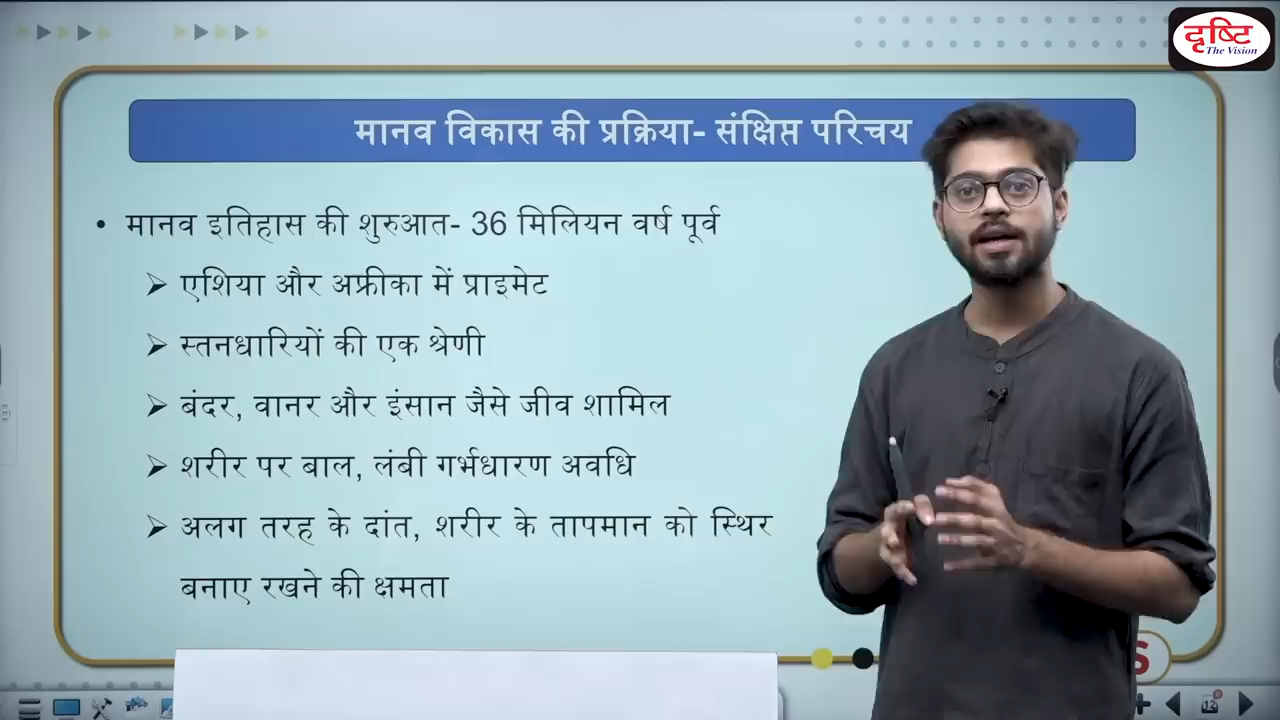 दृष्टि
The Vision
मानव विकास की प्रक्रिया- संक्षिप्त परिचय
• मानव इतिहास की शुरुआत- 36 मिलियन वर्ष पूर्व
➢ एशिया और अफ्रीका में प्राइमेट
➢ स्तनधारियों की एक श्रेणी
➢ बंदर, वानर और इंसान जैसे जीव शामिल
➢ शरीर पर बाल, लंबी गर्भधारण अवधि
➢ अलग तरह के दांत, शरीर के तापमान को स्थिर
बनाए रखने की क्षमता
S
12